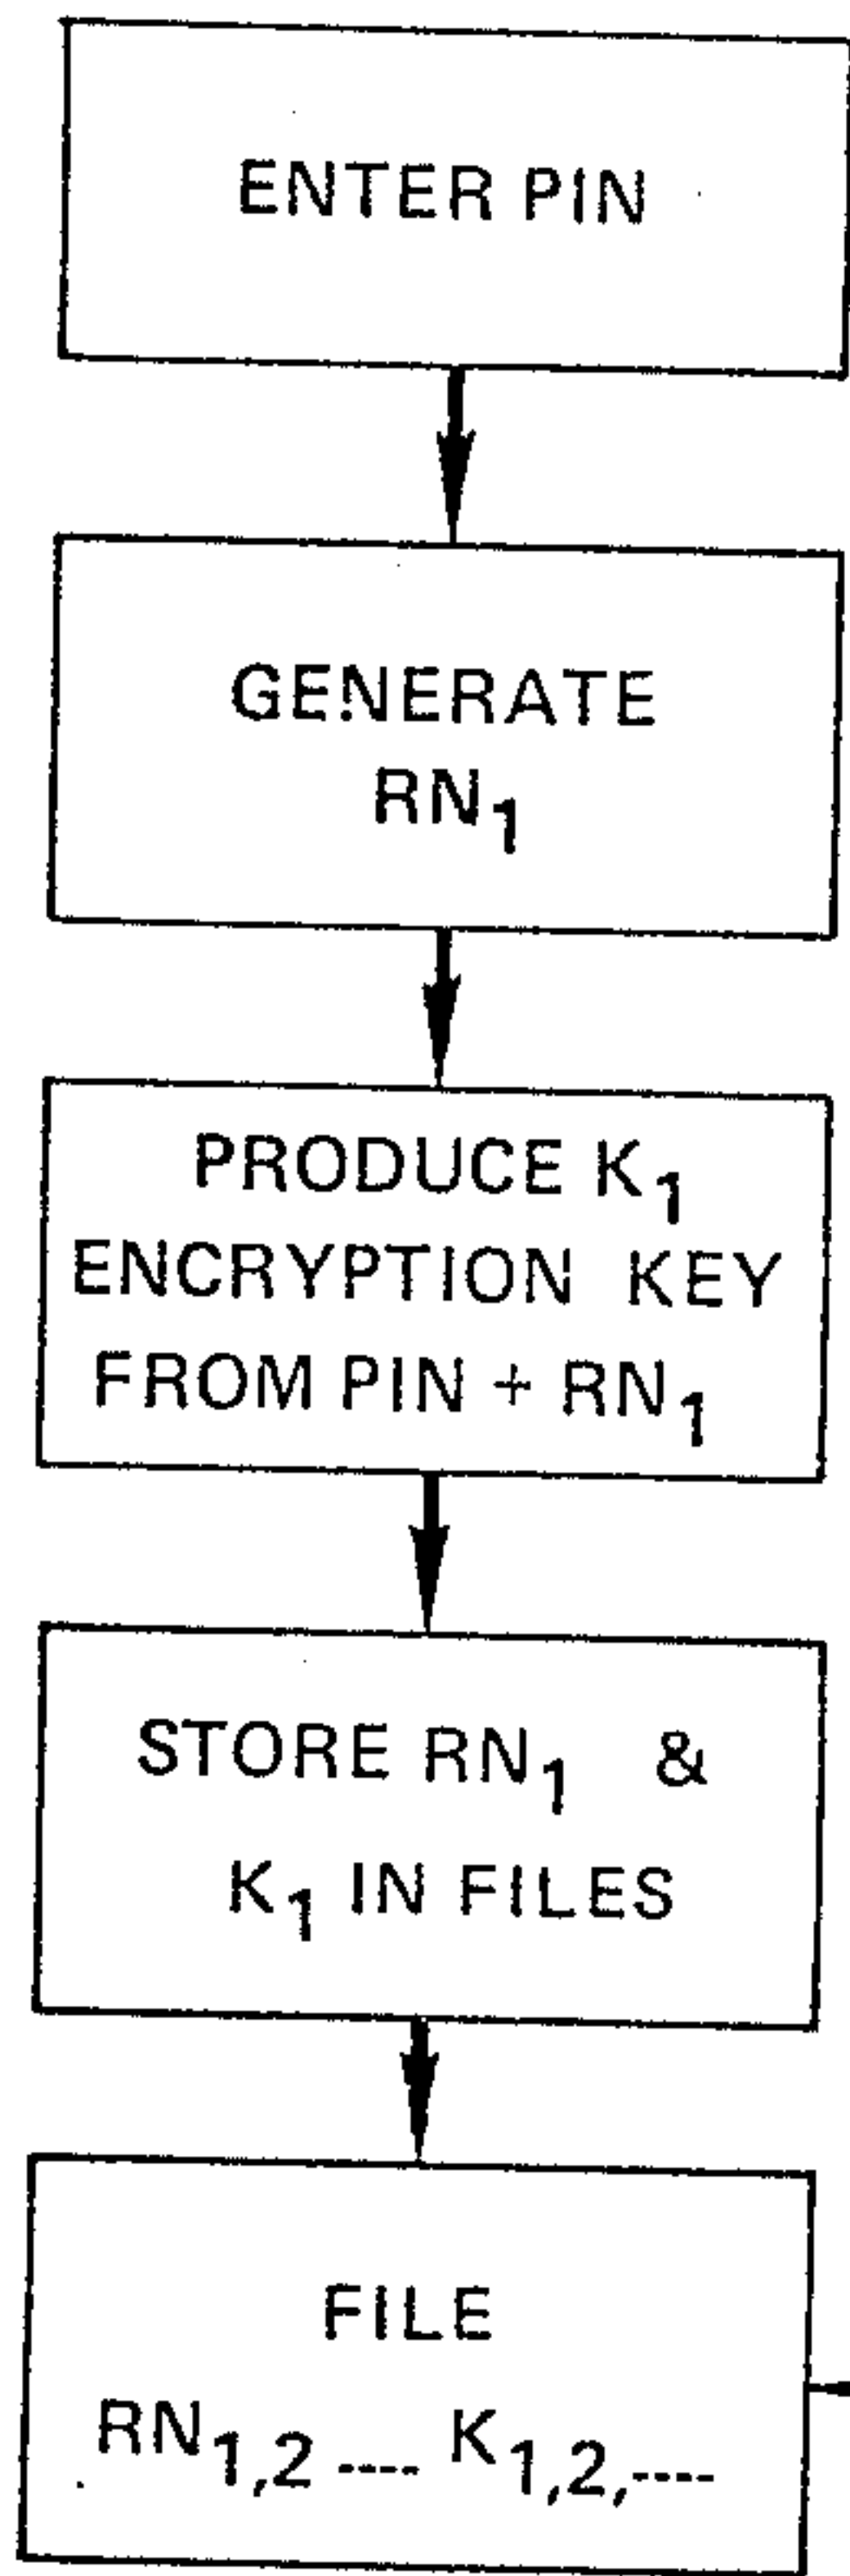 ENTER PIN
GENERATE
RN₁
PRODUCE K₁
ENCRYPTION KEY
FROM PIN + RN₁
STORE RN₁ &
K₁ IN FILES
FILE
RN₁,₂ ---- K₁,₂,----